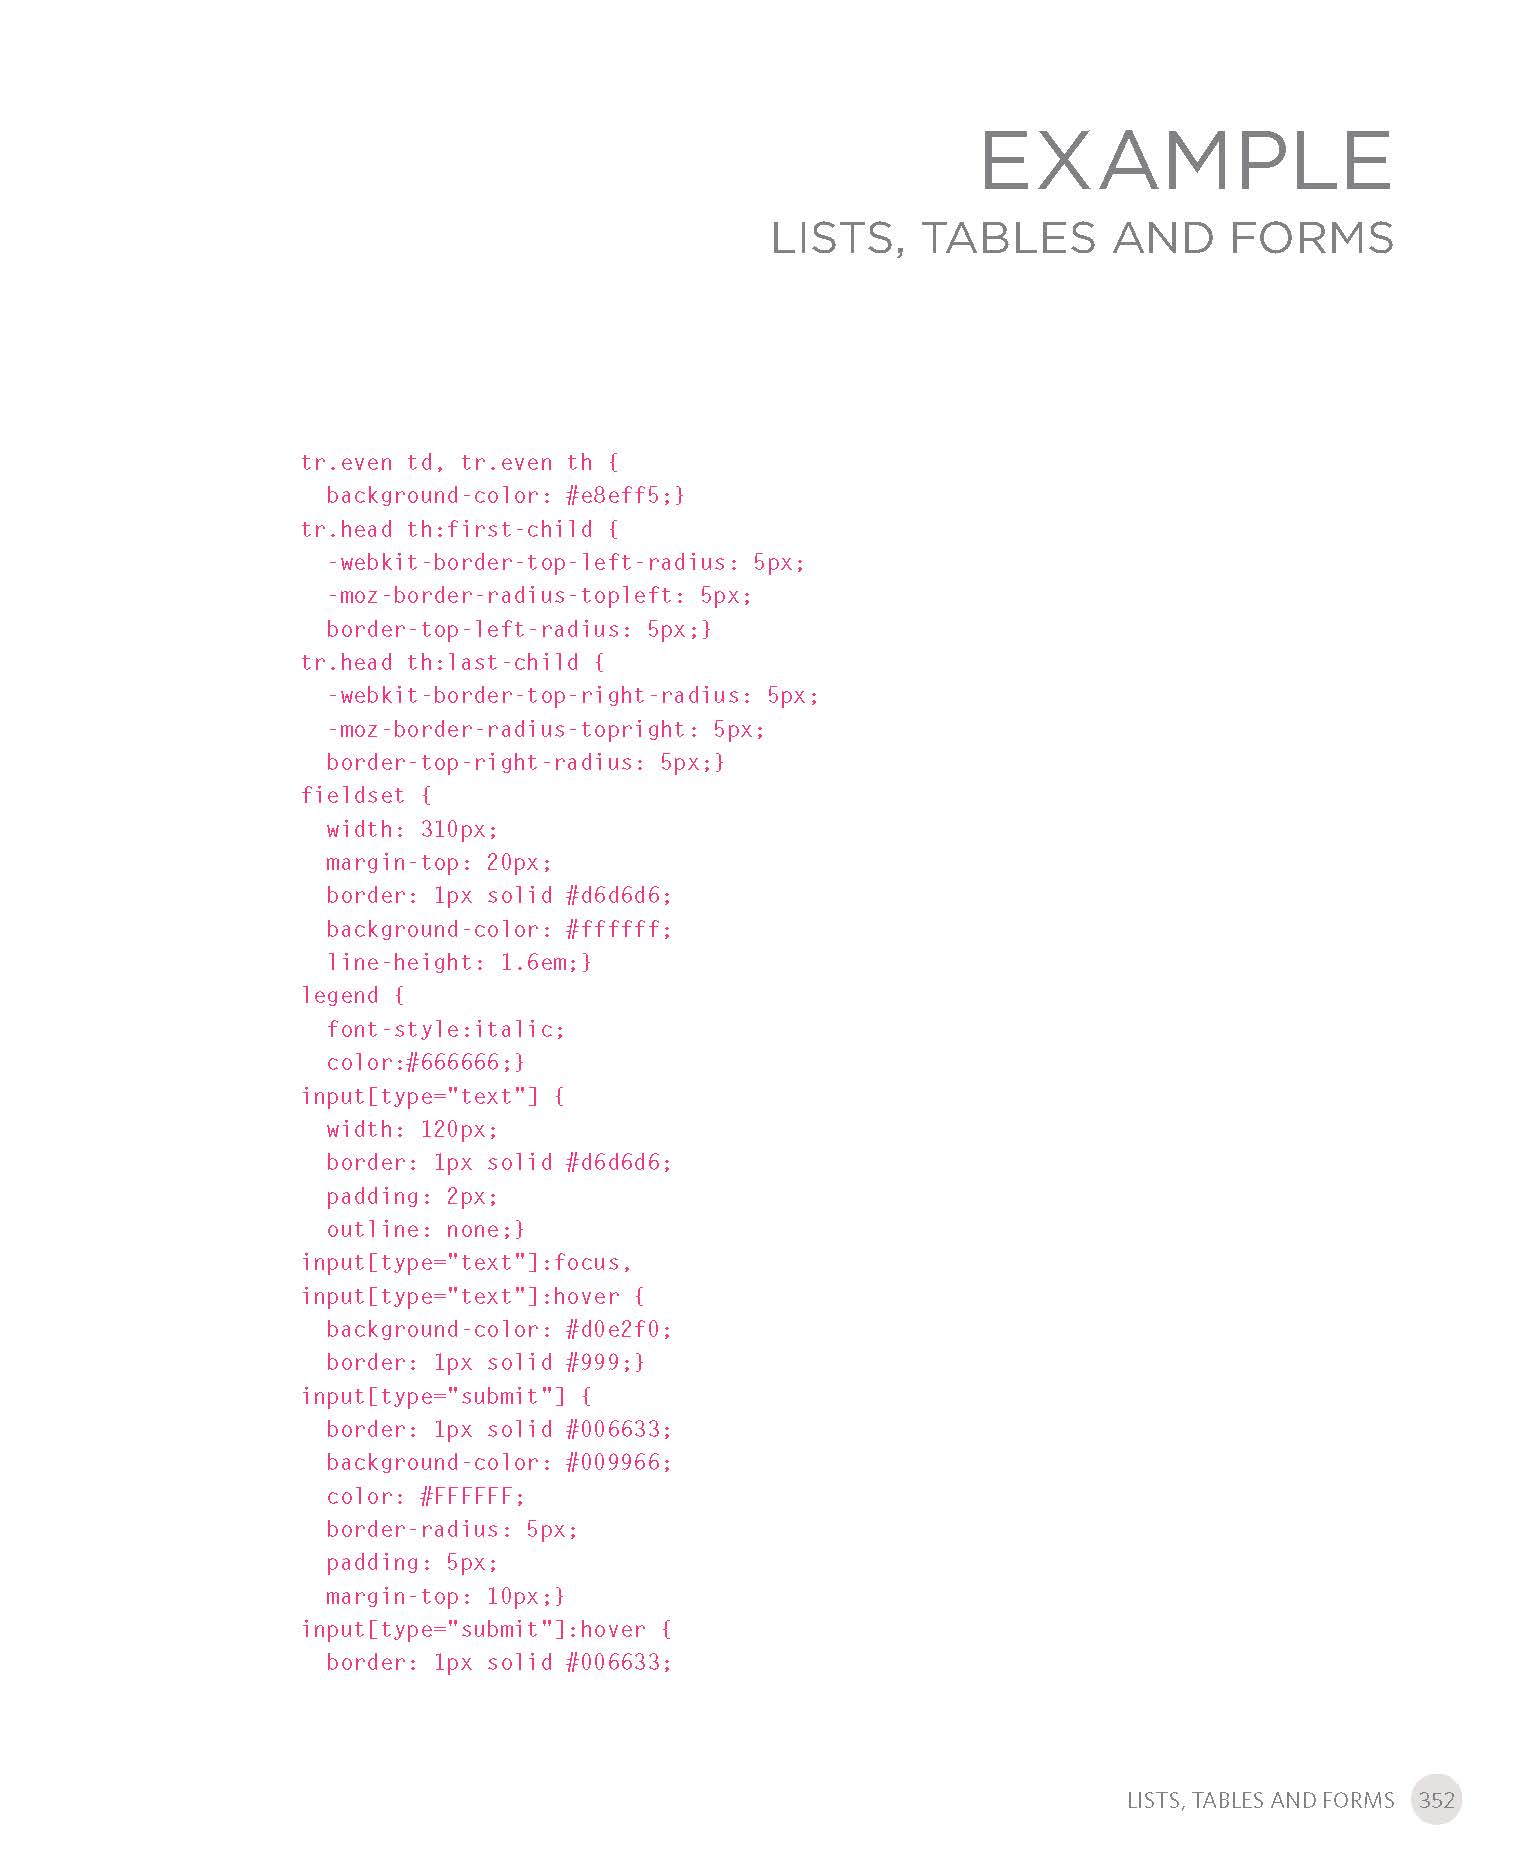 EXAMPLE
LISTS, TABLES AND FORMS
tr.even td, tr.even th {
  background-color: #e8eff5;}
tr.head th:first-child {
  -webkit-border-top-left-radius: 5px;
  -moz-border-radius-topleft: 5px;
  border-top-left-radius: 5px;}
tr.head th:last-child {
  -webkit-border-top-right-radius: 5px;
  -moz-border-radius-topright: 5px;
  border-top-right-radius: 5px;}
fieldset {
  width: 310px;
  margin-top: 20px;
  border: 1px solid #d6d6d6;
  background-color: #ffffff;
  line-height: 1.6em;}
legend {
  font-style:italic;
  color:#666666;}
input[type="text"] {
  width: 120px;
  border: 1px solid #d6d6d6;
  padding: 2px;
  outline: none;}
input[type="text"]:focus,
input[type="text"]:hover {
  background-color: #d0e2f0;
  border: 1px solid #999;}
input[type="submit"] {
  border: 1px solid #006633;
  background-color: #009966;
  color: #FFFFFF;
  border-radius: 5px;
  padding: 5px;
  margin-top: 10px;}
input[type="submit"]:hover {
  border: 1px solid #006633;
LISTS, TABLES AND FORMS 352